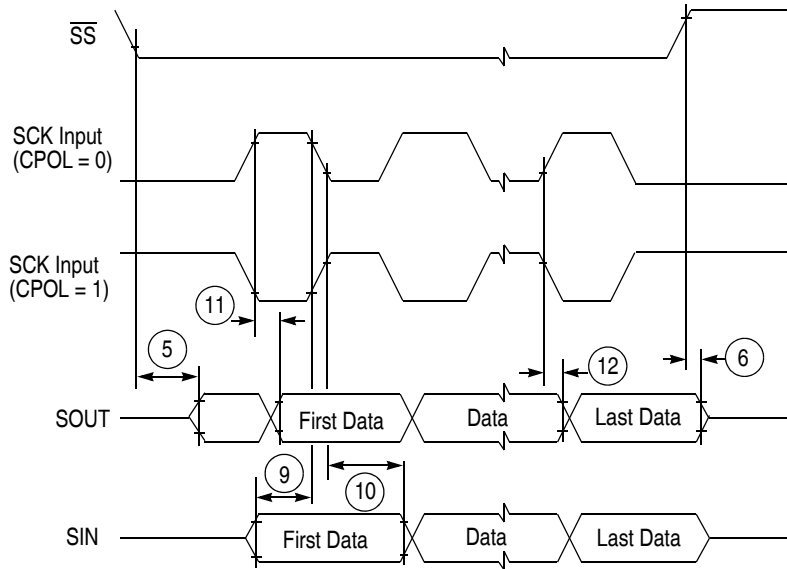 SS
SCK Input
(CPOL = 0)
SCK Input
(CPOL = 1)
11
5
12
6
SOUT
First Data
Data
Last Data
9
10
SIN
First Data
Data
Last Data